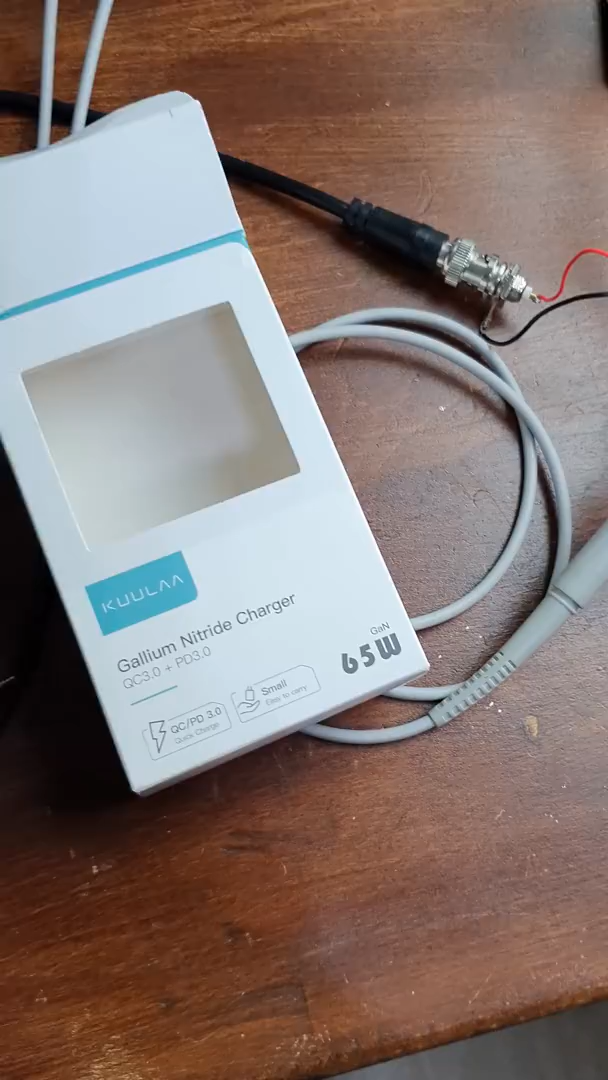 KUULAA
Gallium Nitride Charger
QC3.0 + PD3.0
GaN
65W
QC/PD 3.0
Quick Charge
Small
Easy to carry